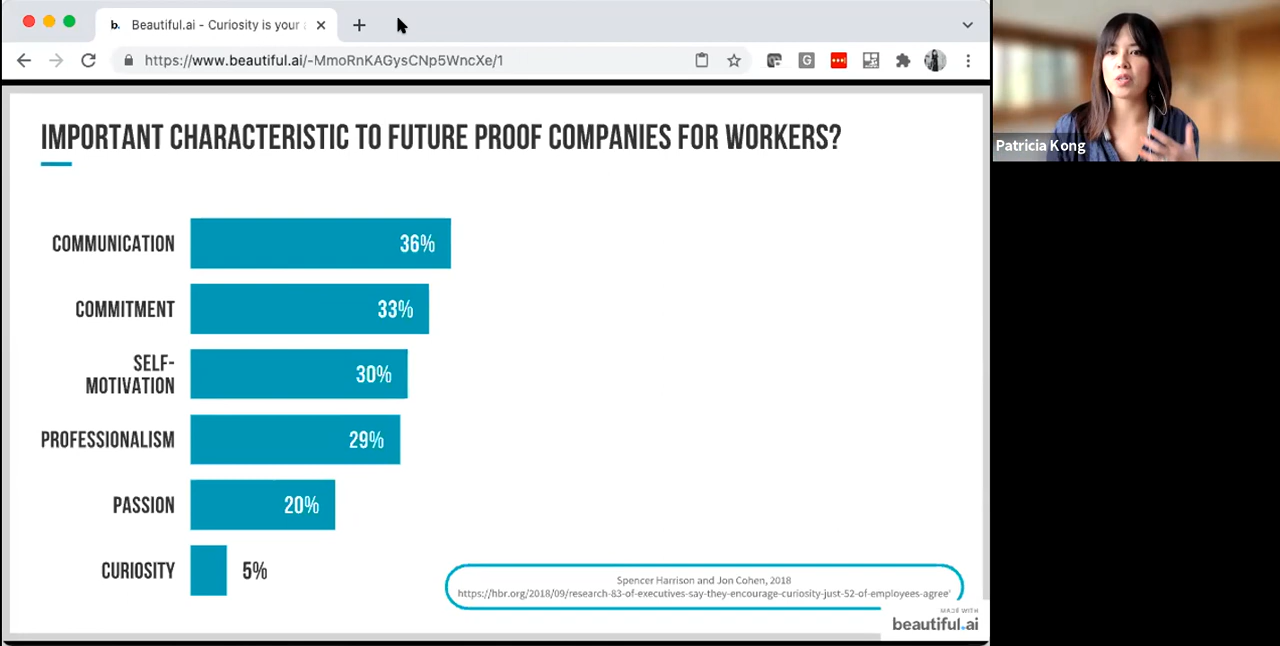 b. Beautiful.ai - Curiosity is your
https://www.beautiful.ai/-MmoRnKAGysCNp5WncXe/1
G
IMPORTANT CHARACTERISTIC TO FUTURE PROOF COMPANIES FOR WORKERS?
COMMUNICATION 36%
COMMITMENT 33%
SELF-
MOTIVATION 30%
PROFESSIONALISM 29%
PASSION 20%
CURIOSITY 5%
Spencer Harrison and Jon Cohen, 2018
https://hbr.org/2018/09/research-83-of-executives-say-they-encourage-curiosity-just-52-of-employees-agree'
MADE WITH
beautiful.ai
Patricia Kong